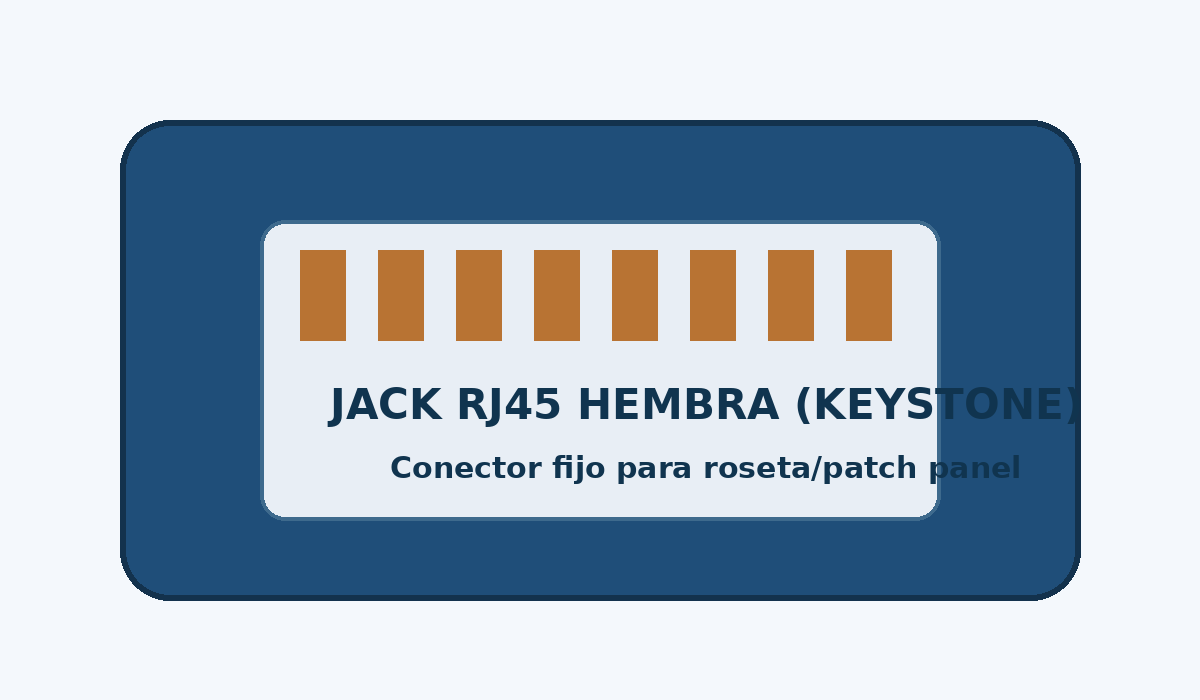 JACK RJ45 HEMBRA (KEYSTONE)
Conector fijo para roseta/patch panel